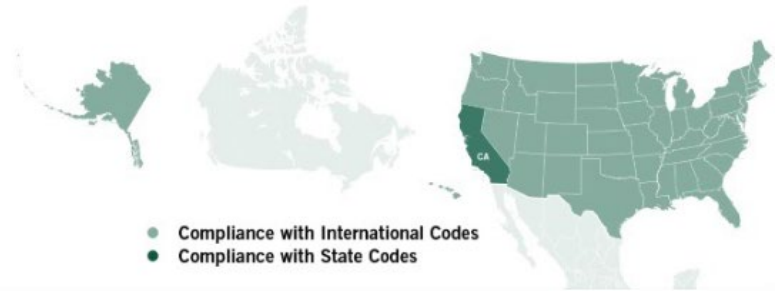 CA
Compliance with International Codes
Compliance with State Codes